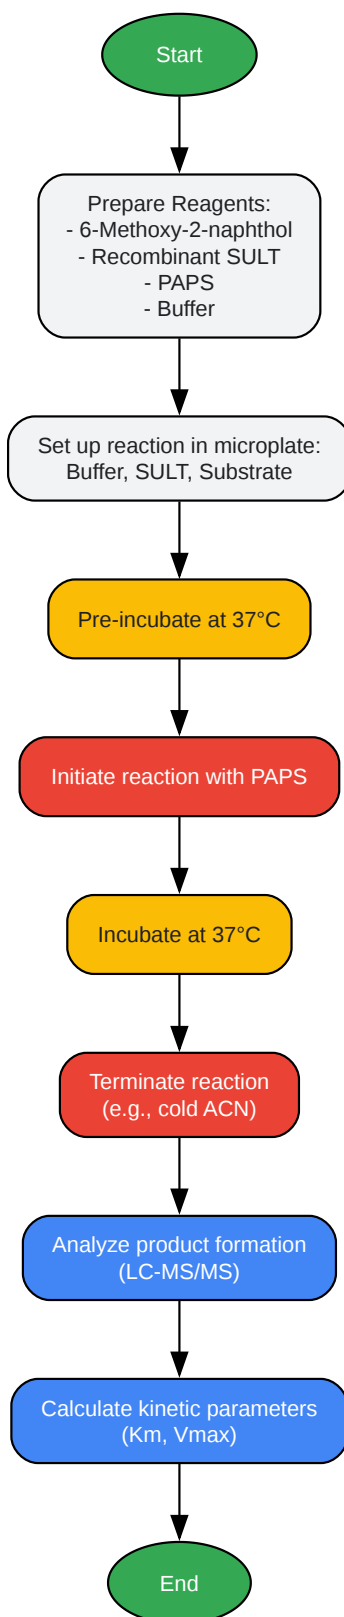 Start
Prepare Reagents:
- 6-Methoxy-2-naphthol
- Recombinant SULT
- PAPS
- Buffer
Set up reaction in microplate:
Buffer, SULT, Substrate
Pre-incubate at 37°C
Initiate reaction with PAPS
Incubate at 37°C
Terminate reaction
(e.g., cold ACN)
Analyze product formation
(LC-MS/MS)
Calculate kinetic parameters
(Km, Vmax)
End